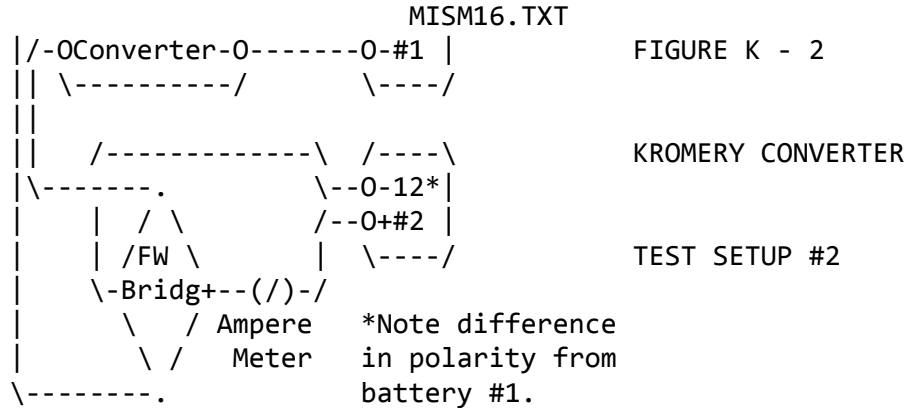 MISM16.TXT
|/-OConverter-O-------O-#1 | FIGURE K - 2
|| \----------/ \----/
||
|| /-------------\ /----\ KROMERY CONVERTER
|\-------. \--O-12*|
| | / \ /--O+#2 |
| | /FW \ | \----/ TEST SETUP #2
| \-Bridg+--(/)-/
| \ / Ampere *Note difference
| \ / Meter in polarity from
\--------. battery #1.